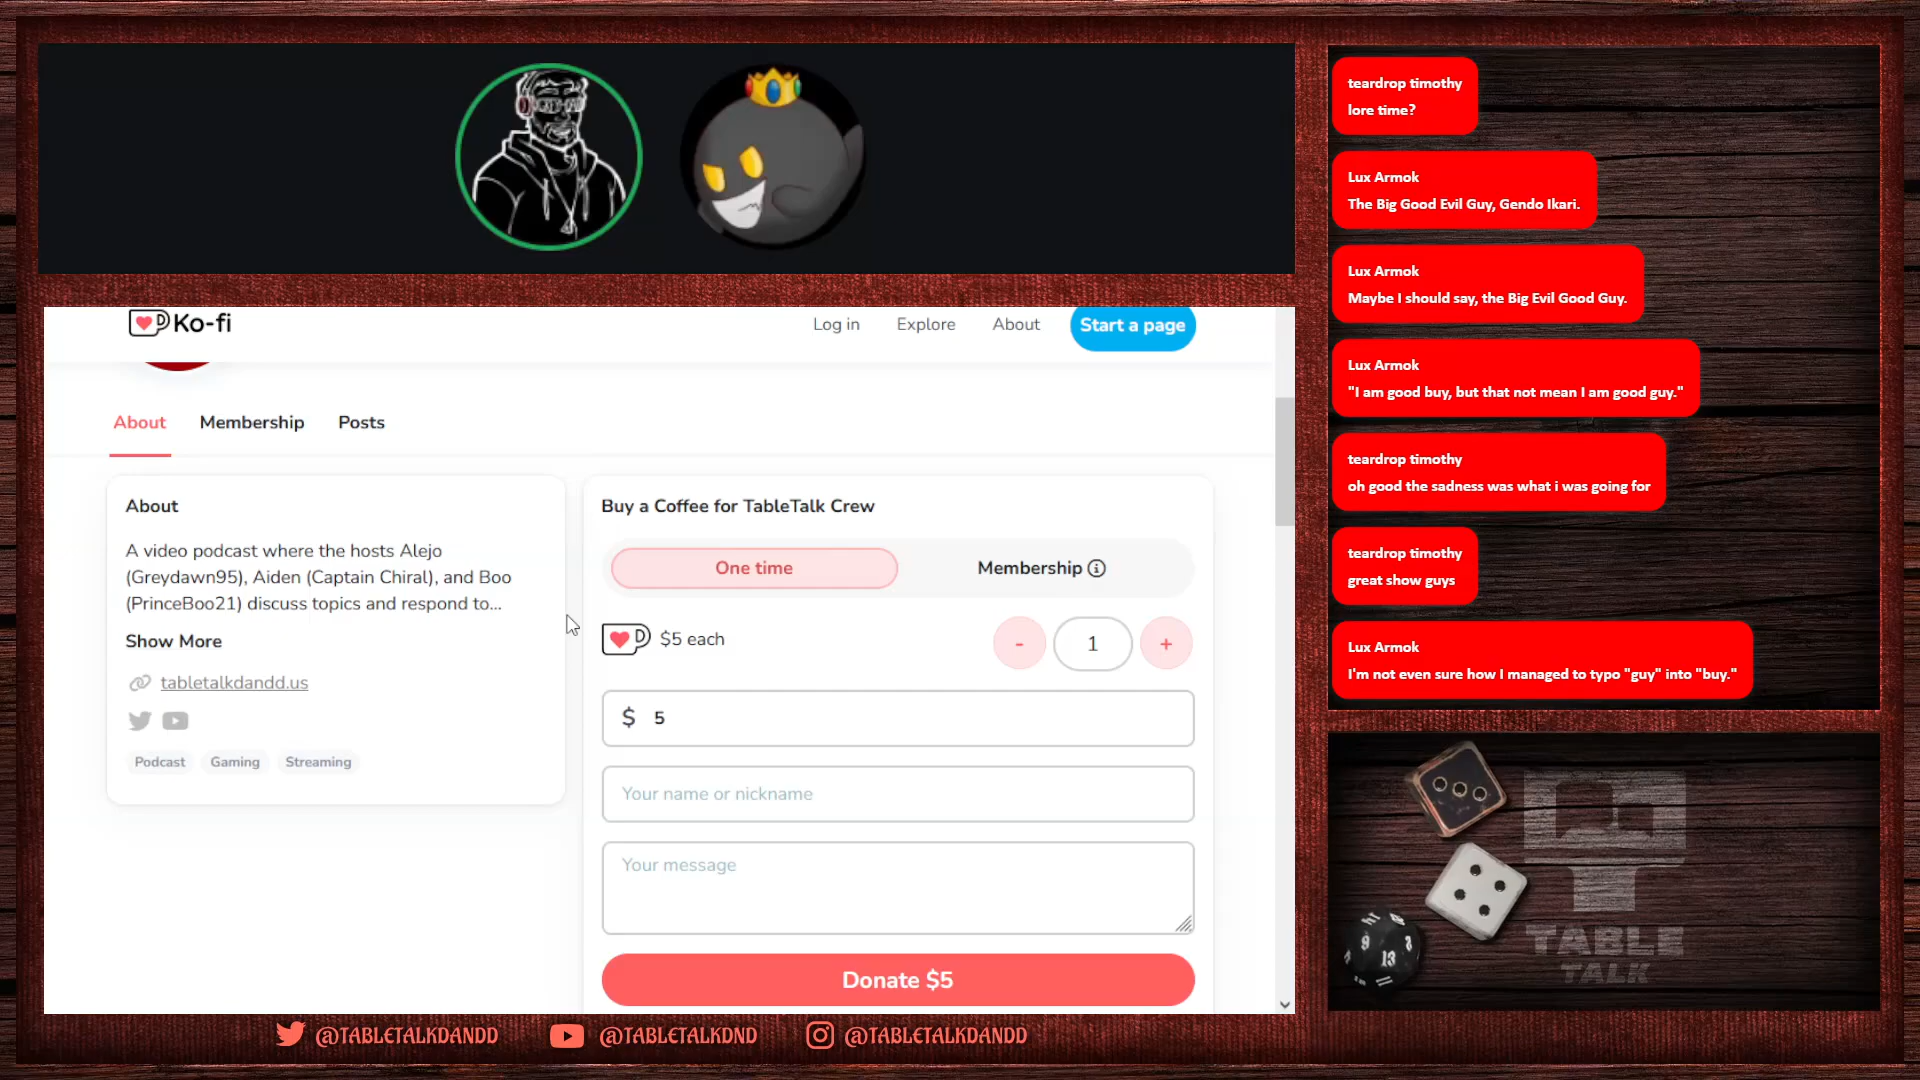 Ko-fi
Log in
Explore
About
Start a page
About
Membership
Posts
About
A video podcast where the hosts Alejo
(Greydawn95), Aiden (Captain Chiral), and Boo
(PrinceBoo21) discuss topics and respond to...
Show More
tabletalkdandd.us
Podcast
Gaming
Streaming
Buy a Coffee for TableTalk Crew
One time
Membership
$5 each
-
1
+
$ 5
Your name or nickname
Your message
Donate $5
@TABLETALKDANDD
@TABLETALKDND
@TABLETALKDANDD
teardrop timothy
lore time?
Lux Armok
The Big Good Evil Guy, Gendo Ikari.
Lux Armok
Maybe I should say, the Big Evil Good Guy.
Lux Armok
"I am good buy, but that not mean I am good guy."
teardrop timothy
oh good the sadness was what i was going for
teardrop timothy
great show guys
Lux Armok
I'm not even sure how I managed to typo "guy" into "buy."
9
13
TABLE
TALK